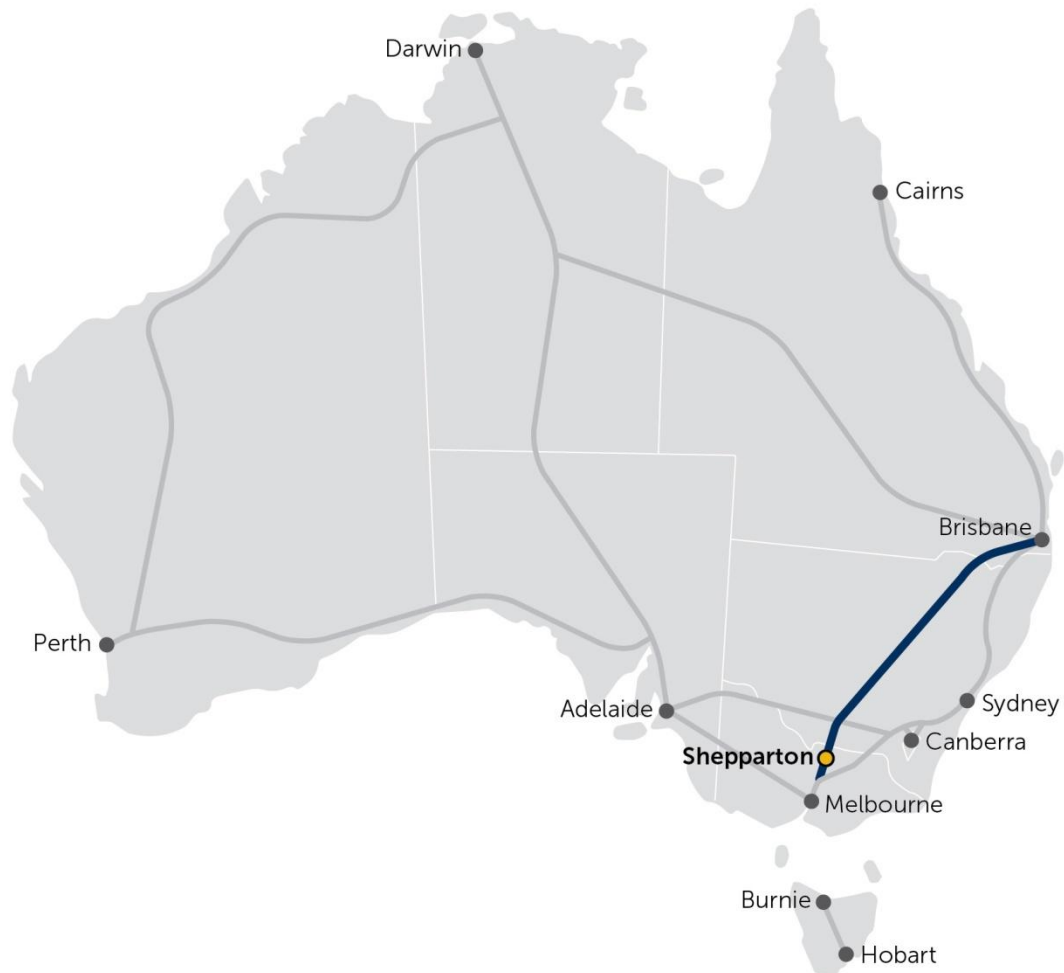 Darwin
Cairns
Brisbane
Perth
Adelaide
Sydney
Canberra
Shepparton
Melbourne
Burnie
Hobart